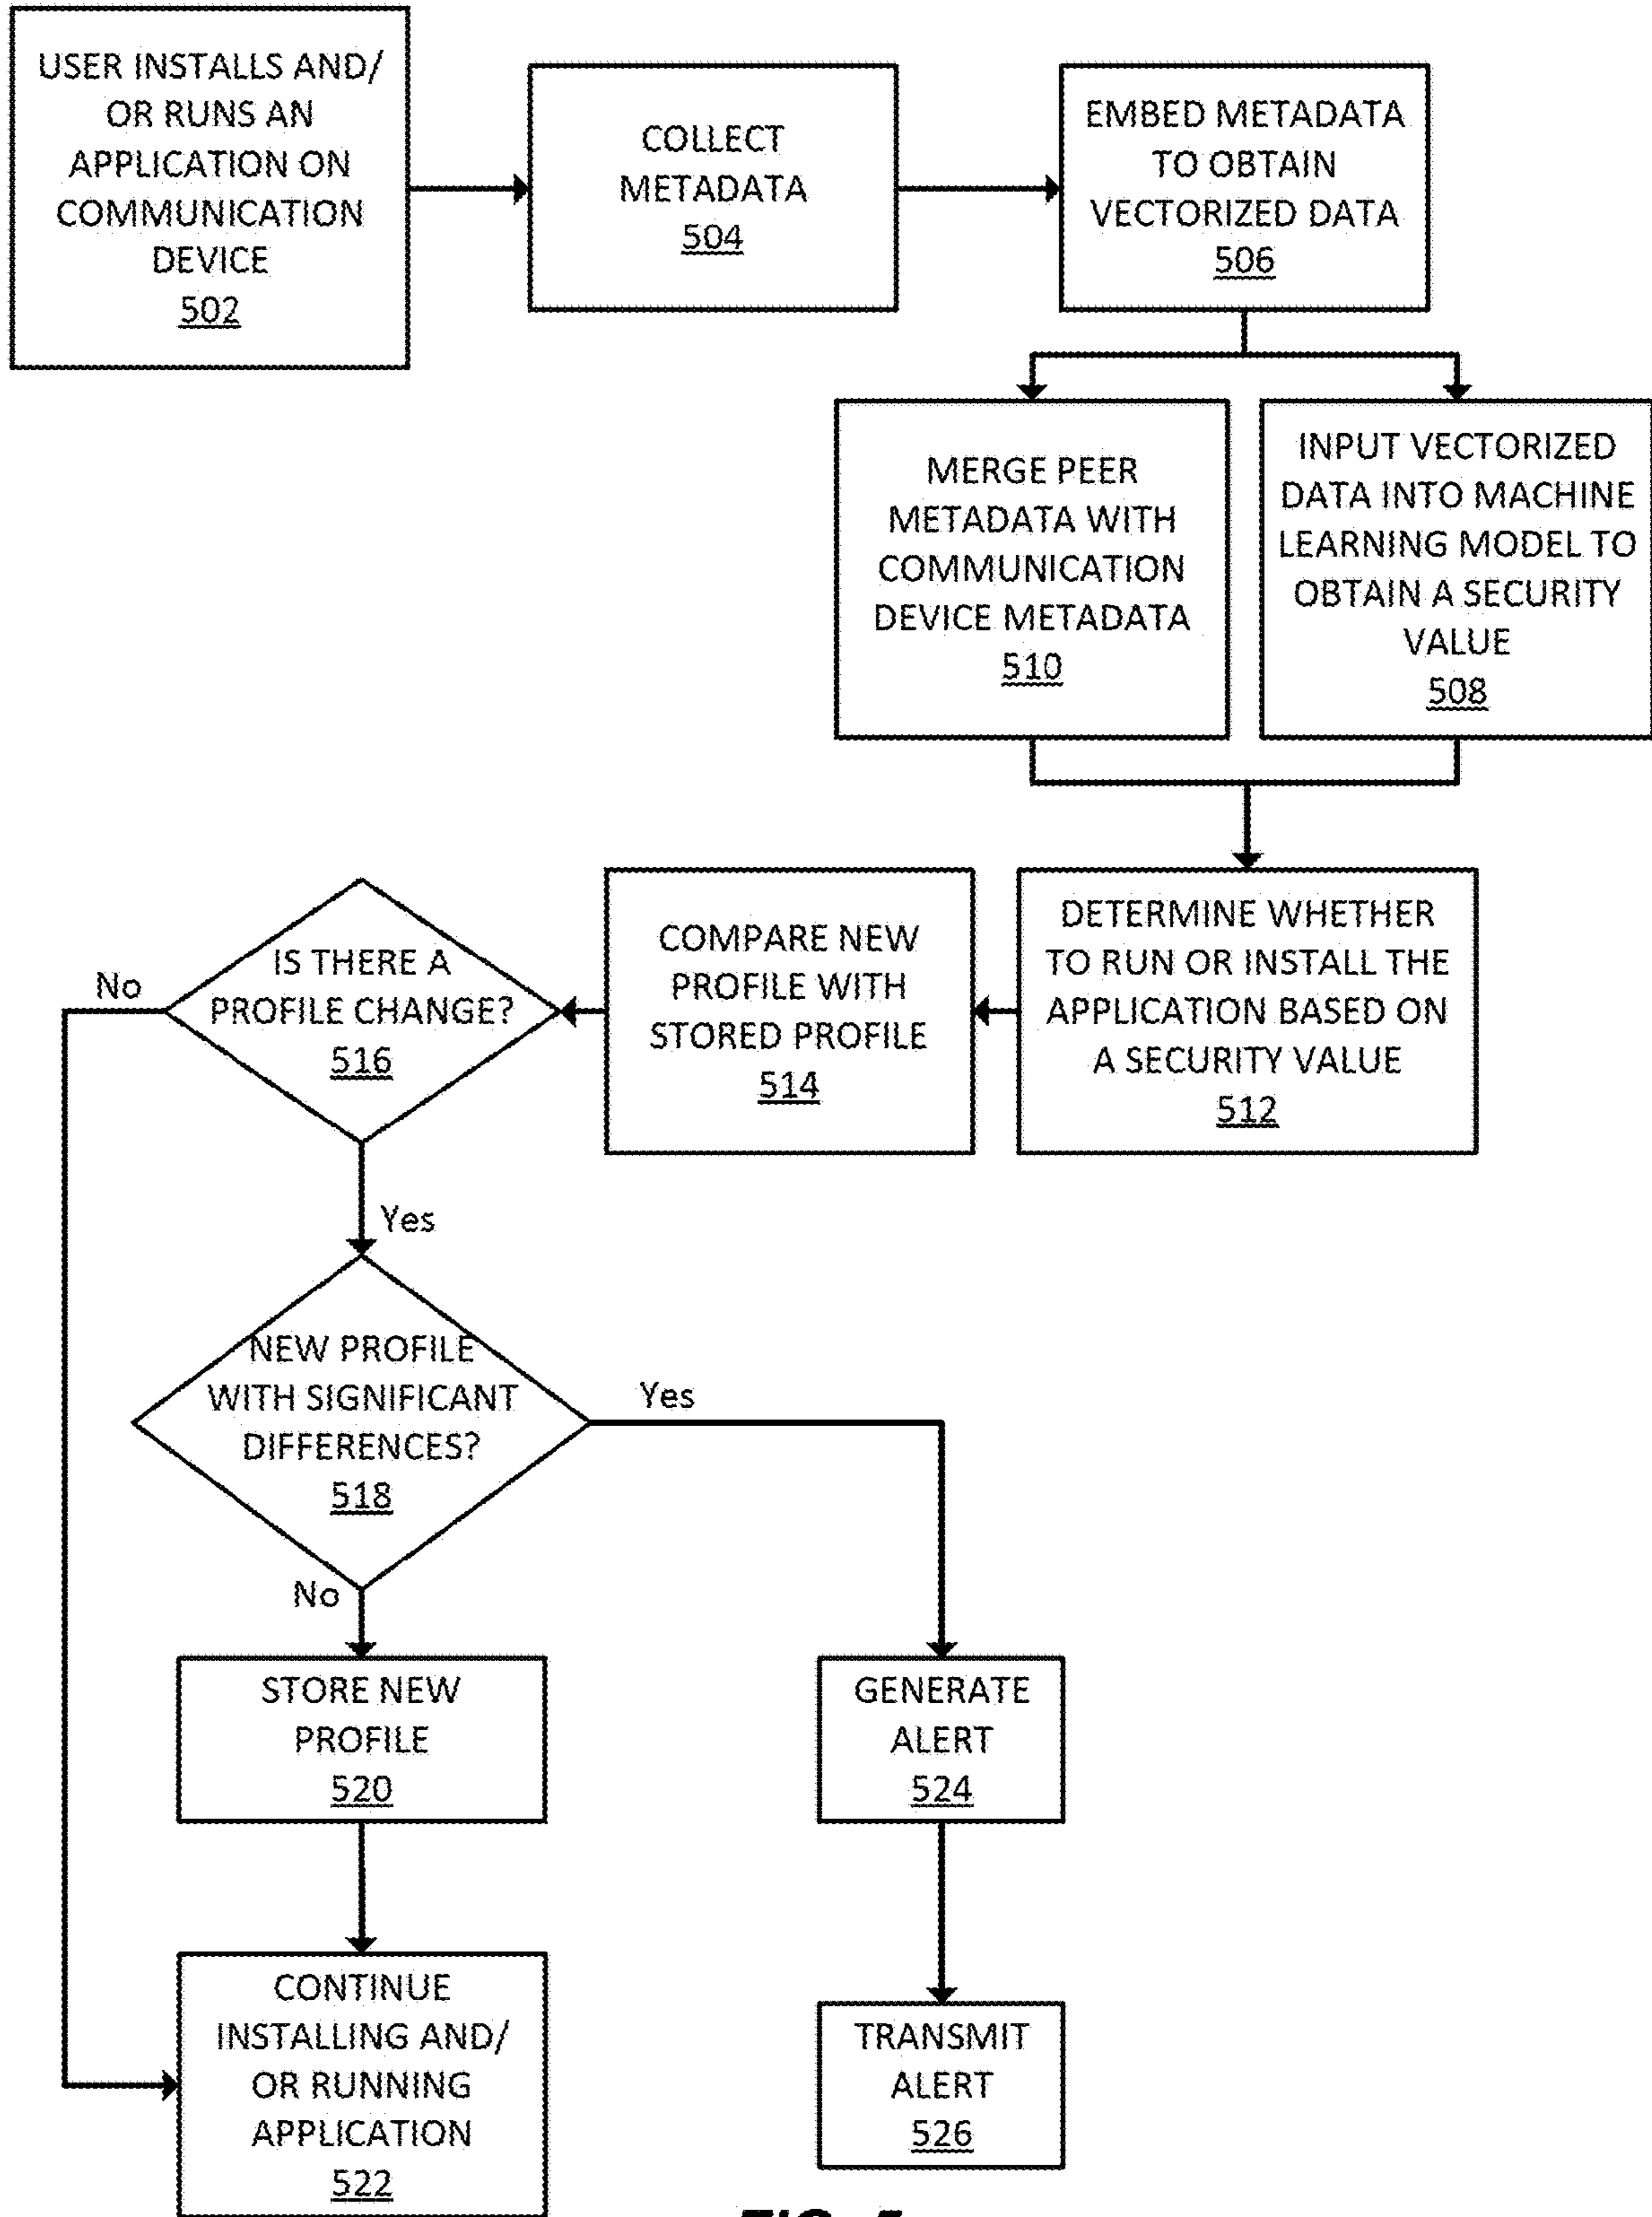 USER INSTALLS AND/
OR RUNS AN
APPLICATION ON
COMMUNICATION
DEVICE
502
COLLECT
METADATA
504
EMBED METADATA
TO OBTAIN
VECTORIZED DATA
506
MERGE PEER
METADATA WITH
COMMUNICATION
DEVICE METADATA
510
INPUT VECTORIZED
DATA INTO MACHINE
LEARNING MODEL TO
OBTAIN A SECURITY
VALUE
508
DETERMINE WHETHER
TO RUN OR INSTALL THE
APPLICATION BASED ON
A SECURITY VALUE
512
COMPARE NEW
PROFILE WITH
STORED PROFILE
514
IS THERE A
PROFILE CHANGE?
516
No
Yes
NEW PROFILE
WITH SIGNIFICANT
DIFFERENCES?
518
Yes
No
STORE NEW
PROFILE
520
GENERATE
ALERT
524
CONTINUE
INSTALLING AND/
OR RUNNING
APPLICATION
522
TRANSMIT
ALERT
526